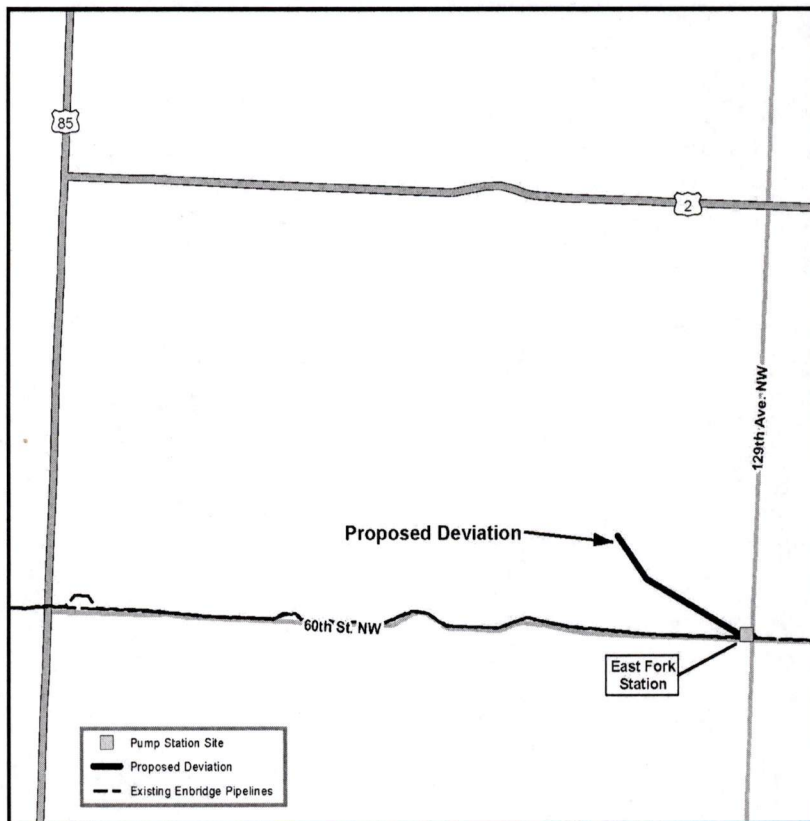 85
2
129th Ave. NW
Proposed Deviation
60th St. NW
East Fork
Station
Pump Station Site
Proposed Deviation
Existing Enbridge Pipelines